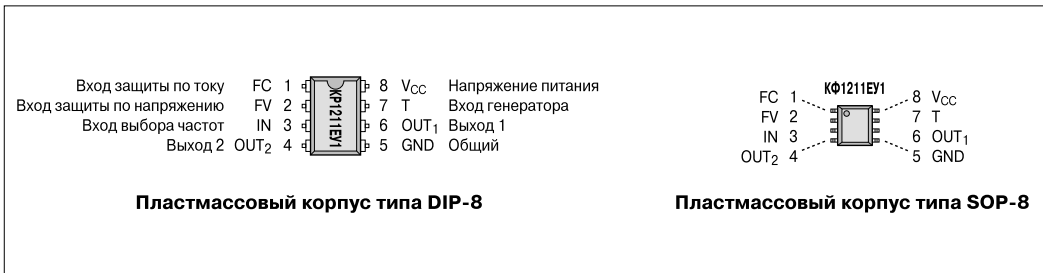 Вход защиты по току FC 1 8 VCC Напряжение питания
Вход защиты по напряжению FV 2 7 T Вход генератора
Вход выбора частот IN 3 6 OUT1 Выход 1
Выход 2 OUT2 4 5 GND Общий
КР1211ЕУ1
Пластмассовый корпус типа DIP-8
КФ1211ЕУ1
FC 1 8 VCC
FV 2 7 T
IN 3 6 OUT1
OUT2 4 5 GND
Пластмассовый корпус типа SOP-8